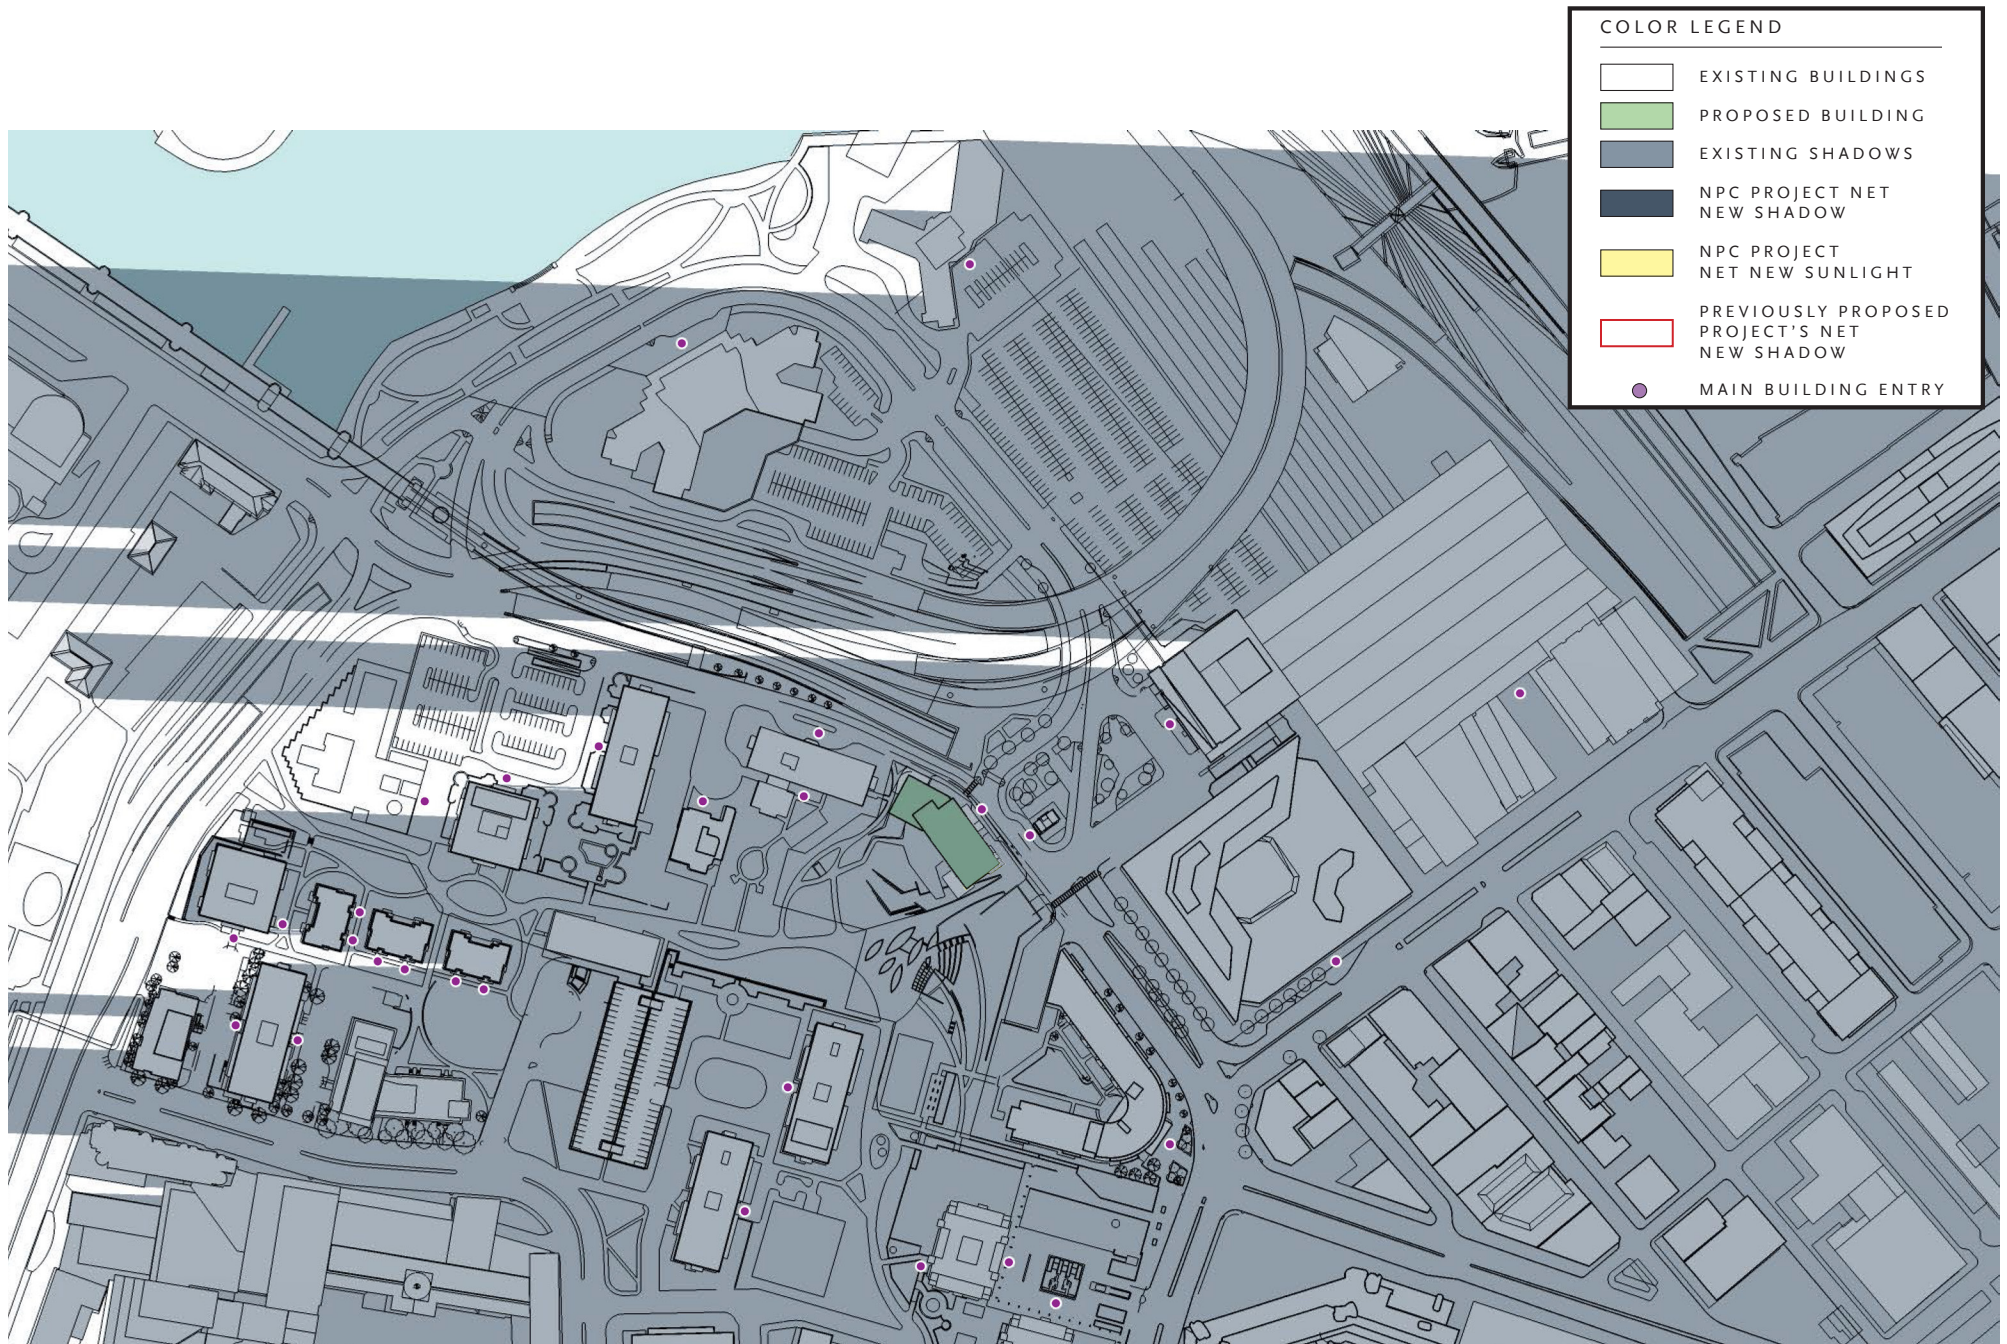 COLOR LEGEND
EXISTING BUILDINGS
PROPOSED BUILDING
EXISTING SHADOWS
NPC PROJECT NET
NEW SHADOW
NPC PROJECT
NET NEW SUNLIGHT
PREVIOUSLY PROPOSED
PROJECT'S NET
NEW SHADOW
MAIN BUILDING ENTRY